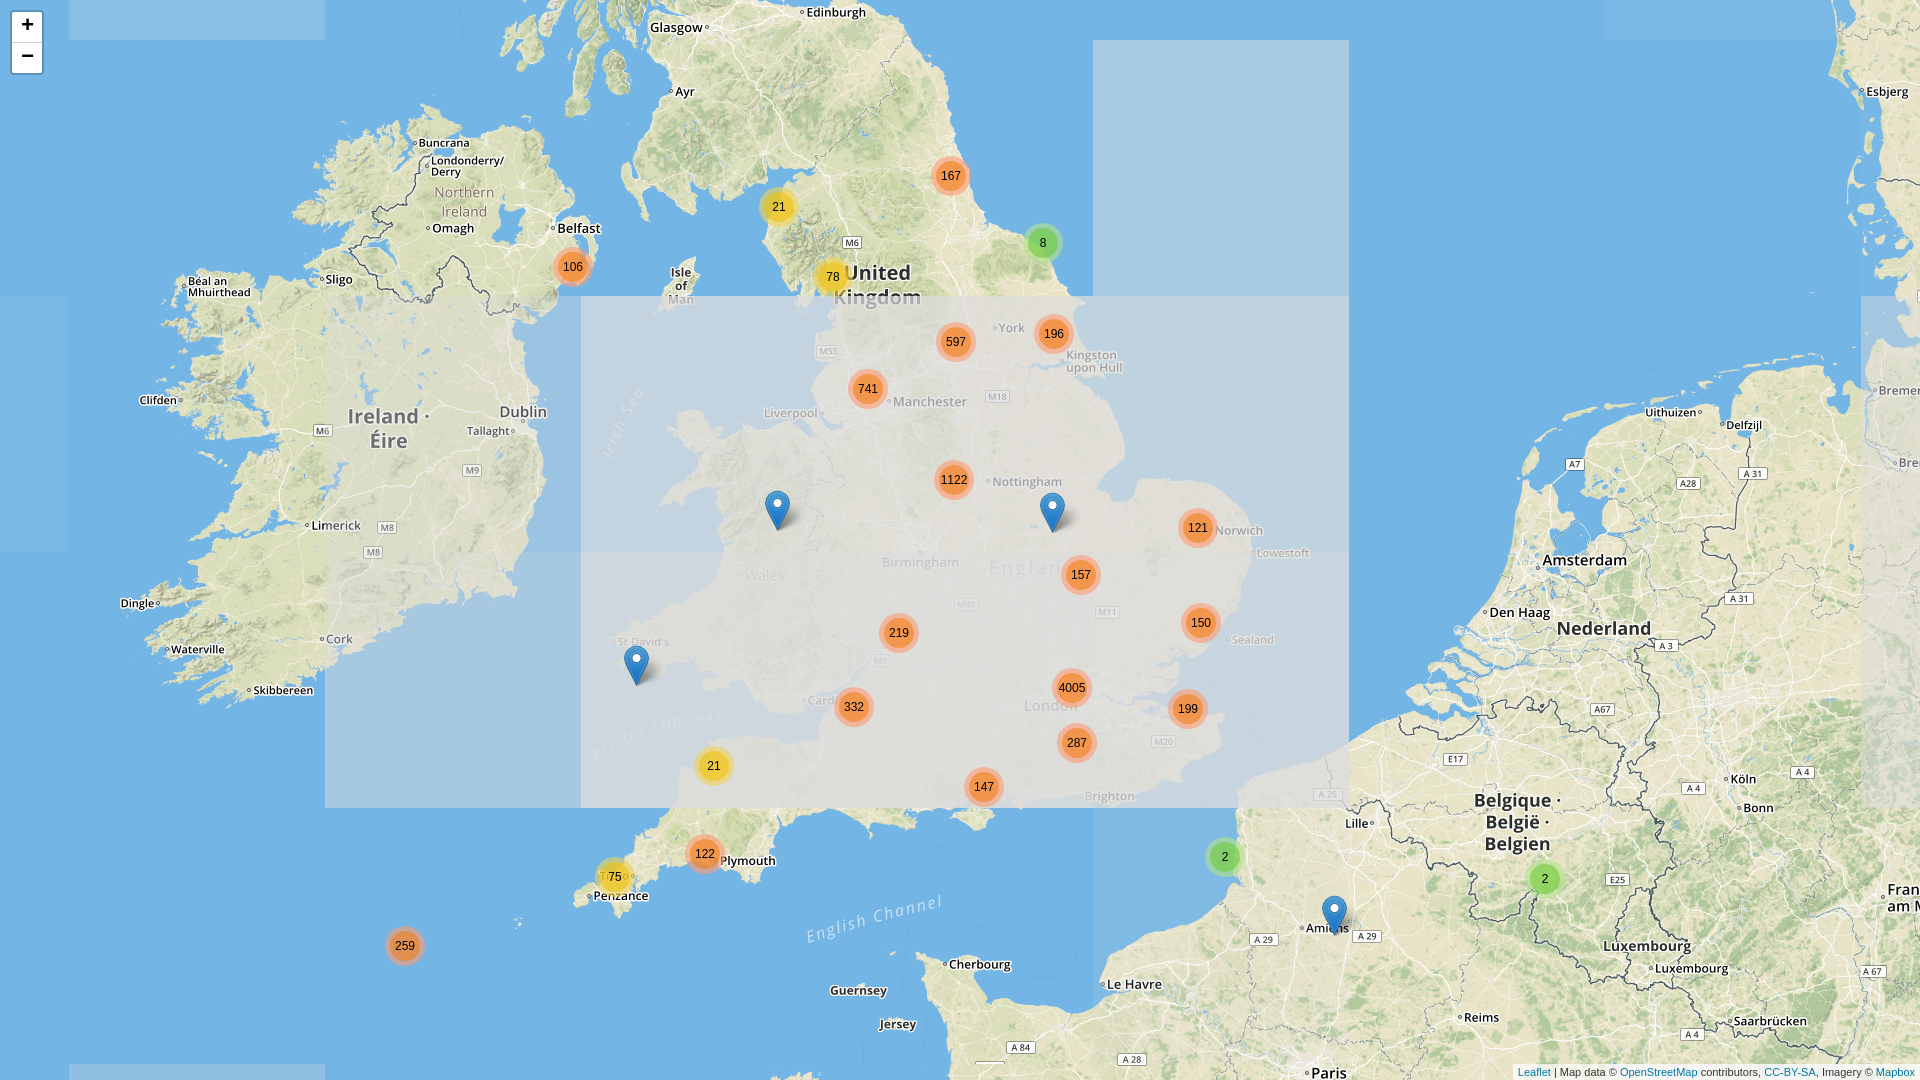 +
−
Glasgow
Edinburgh
Ayr
Esbjerg
Buncrana
Londonderry/
Derry
Northern
Ireland
Omagh
Belfast
167
21
8
M6
106
78
United
Kingdom
Isle
of
Man
Béal an
Mhuirthead
Sligo
597
York
196
Kingston
upon Hull
M55
741
Manchester
M18
Liverpool
Irish Sea
Clifden
Ireland ·
Éire
Dublin
Tallaght
M6
M9
Uithuizen
Delfzijl
Bremer
Bre
A7
A 31
A28
1122
Nottingham
121
Norwich
Lowestoft
Limerick
M8
M8
Birmingham
Englan
157
Wales
Amsterdam
Den Haag
A 31
Nederland
A 3
Dingle
Cork
Waterville
Skibbereen
M40
M11
219
150
Sealand
St David's
M5
4005
London
199
332
Cardi
Bristol Channel
287
M20
A67
E17
21
147
Brighton
A 25
Köln
A 4
A 4
Bonn
Belgique ·
België ·
Belgien
Lille
122
Plymouth
75
Penzance
2
2
E25
Fran
am M
English Channel
259
Amiens
A 29
A 29
Luxembourg
Luxembourg
A 67
Cherbourg
Guernsey
Le Havre
Jersey
Reims
Saarbrücken
A 4
A 84
A 28
Paris
Leaflet | Map data © OpenStreetMap contributors, CC-BY-SA, Imagery © Mapbox